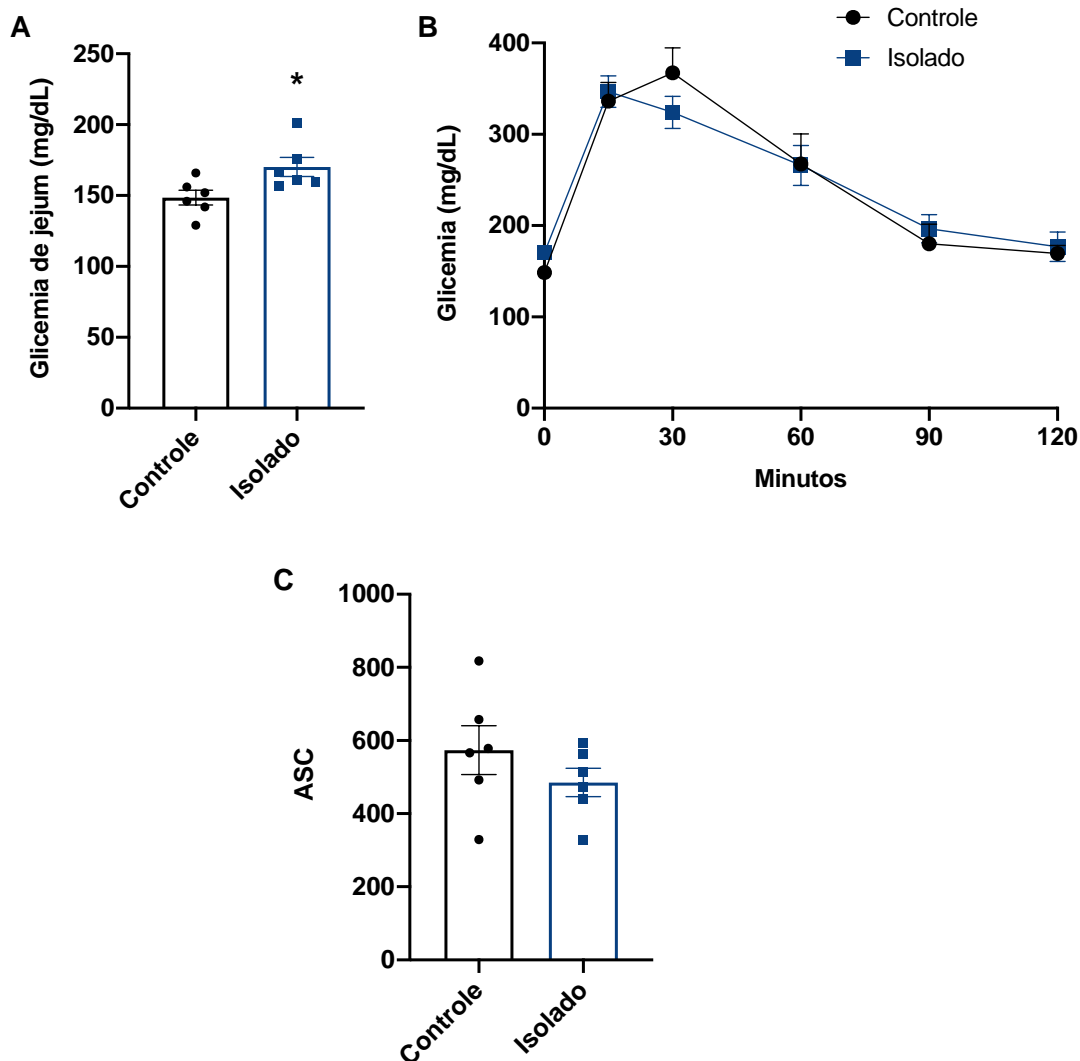 A
Glicemia de jejum (mg/dL)
250
200
150
100
50
0
*
Controle
Isolado
B
Controle
Isolado
Glicemia (mg/dL)
400
300
200
100
0
0 30 60 90 120
Minutos
C
ASC
1000
800
600
400
200
0
Controle
Isolado